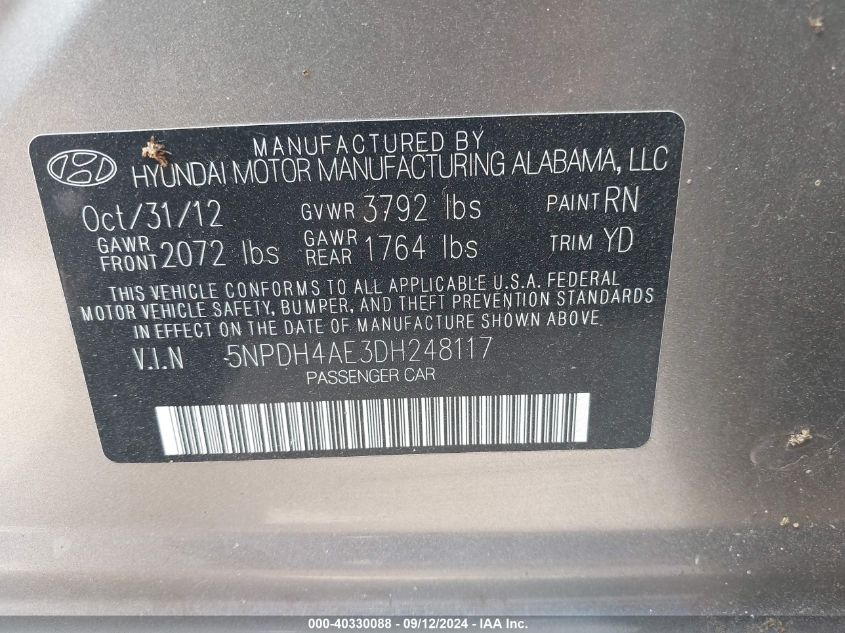 MANUFACTURED BY
HYUNDAI MOTOR MANUFACTURING ALABAMA, LLC
Oct/31/12 GVWR 3792 lbs PAINT RN
GAWR FRONT 2072 lbs GAWR REAR 1764 lbs TRIM YD
THIS VEHICLE CONFORMS TO ALL APPLICABLE U.S.A. FEDERAL
MOTOR VEHICLE SAFETY, BUMPER, AND THEFT PREVENTION STANDARDS
IN EFFECT ON THE DATE OF MANUFACTURE SHOWN ABOVE
V.I.N 5NPDH4AE3DH248117
PASSENGER CAR
000-40330088 - 09/12/2024 - IAA Inc.